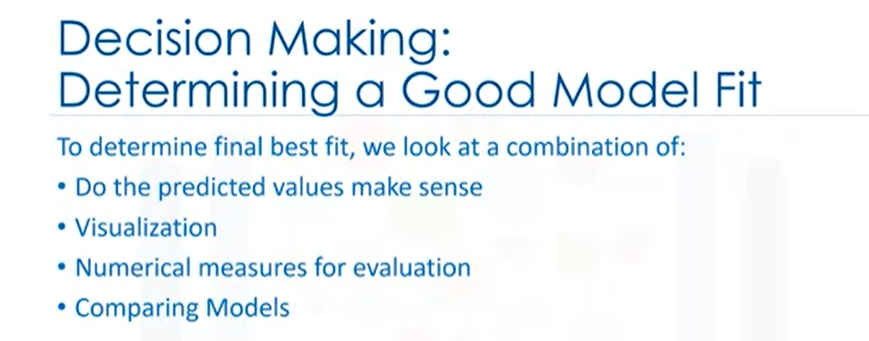 Decision Making:
Determining a Good Model Fit
To determine final best fit, we look at a combination of:
• Do the predicted values make sense
• Visualization
• Numerical measures for evaluation
• Comparing Models